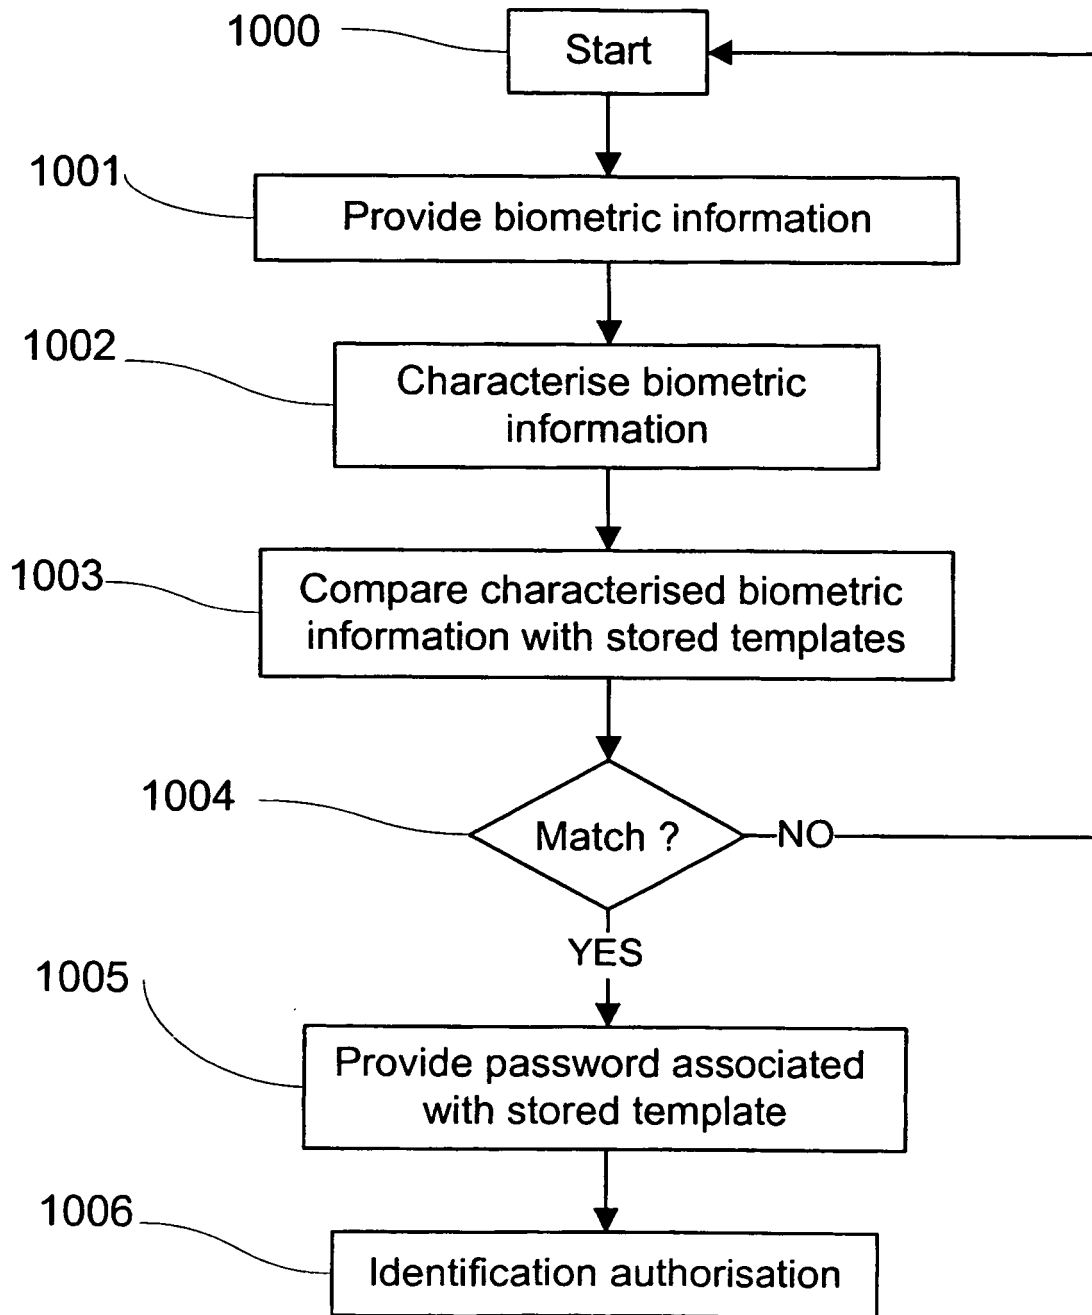 1000
Start
1001
Provide biometric information
1002
Characterise biometric
information
1003
Compare characterised biometric
information with stored templates
1004
Match ?
NO
YES
1005
Provide password associated
with stored template
1006
Identification authorisation